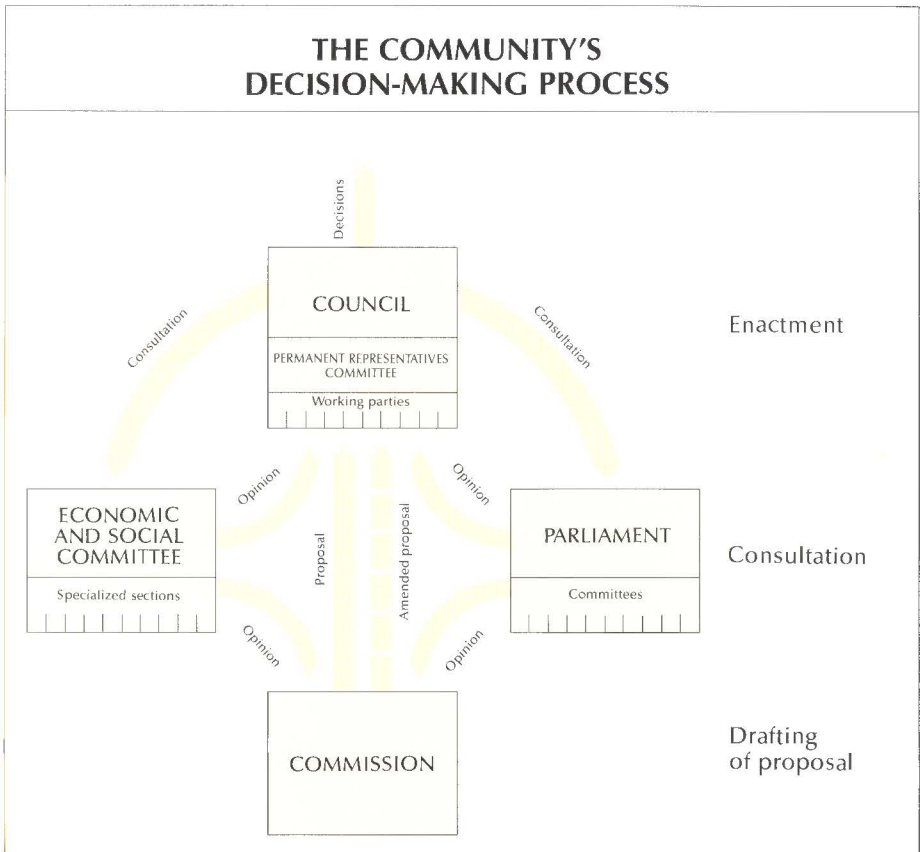 THE COMMUNITY'S
DECISION-MAKING PROCESS
Decisions
COUNCIL
PERMANENT REPRESENTATIVES
COMMITTEE
Working parties
Consultation
Consultation
Enactment
ECONOMIC
AND SOCIAL
COMMITTEE
Specialized sections
Opinion
Proposal
Amended proposal
Opinion
PARLIAMENT
Committees
Consultation
Opinion
Opinion
COMMISSION
Drafting
of proposal